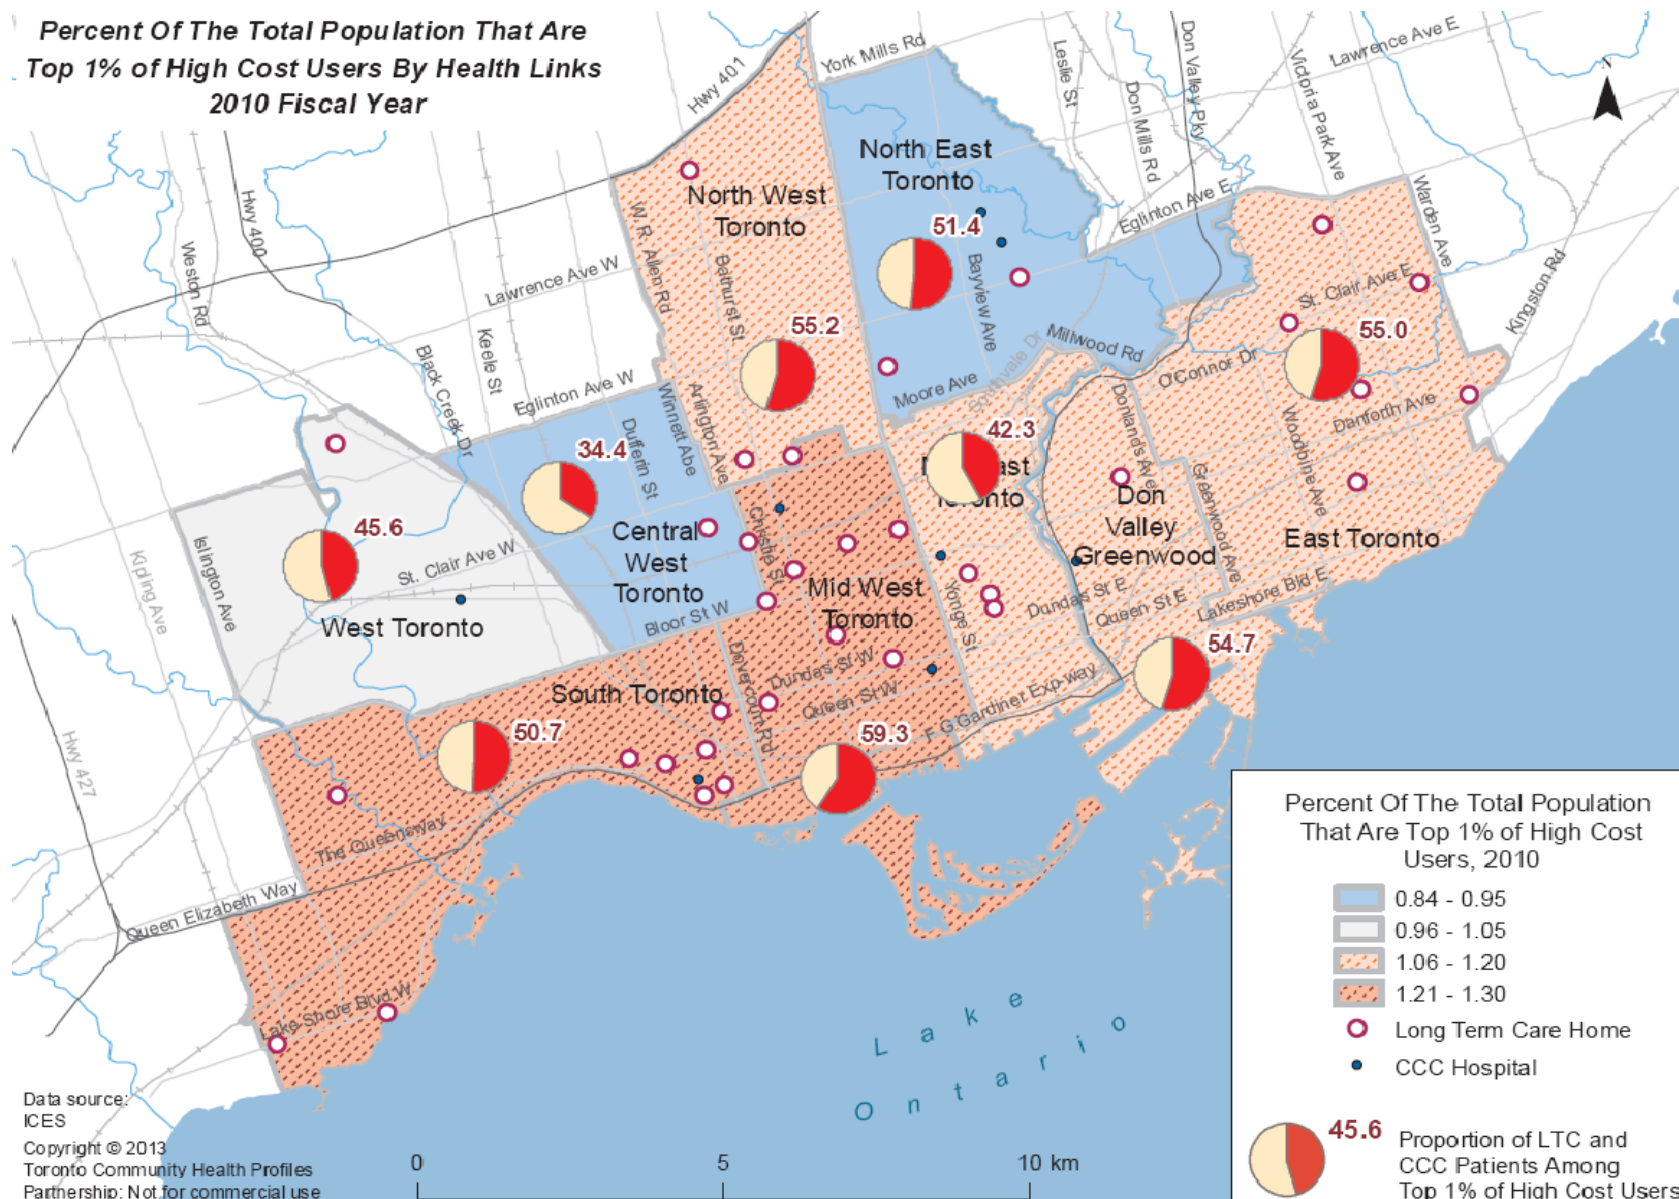 Percent Of The Total Population That Are
Top 1% of High Cost Users By Health Links
2010 Fiscal Year
York Mills Rd
Hwy 401
Leslie St
Don Mills Rd
Don Valley Pky
Victoria Park Ave
Lawrence Ave E
N
North East
Toronto
51.4
North West
Toronto
Eglinton Ave E
Warden Ave
Kingston Rd
Hwy 400
Weston Rd
Lawrence Ave W
W. R. Allen Rd
Bathurst St
Bayview Ave
St. Clair Ave E
55.2
55.0
Millwood Rd
Southvale Dr
Moore Ave
O'Connor Dr
Keele St
Black Creek Dr
Eglinton Ave W
Dufferin St
Winnett Abe
Arlington Ave
Donlands Ave
Woodbine Ave
Danforth Ave
34.4
42.3
Toronto
Don
Valley
Greenwood
Greenwood Ave
East Toronto
45.6
Central
West
Toronto
Christie St
Kipling Ave
Islington Ave
St. Clair Ave W
West Toronto
Mid West
Toronto
Yonge St
Dundas St E
Queen St E
Lakeshore Bld E
Bloor St W
54.7
South Toronto
Dovercourt Rd
Dundas St W
Queen St W
F G Gardiner Exp-way
50.7
59.3
Hwy 427
The Queensway
Queen Elizabeth Way
Lake Shore Blvd W
Lake
Ontario
Percent Of The Total Population
That Are Top 1% of High Cost
Users, 2010
0.84 - 0.95
0.96 - 1.05
1.06 - 1.20
1.21 - 1.30
Long Term Care Home
CCC Hospital
45.6
Proportion of LTC and
CCC Patients Among
Top 1% of High Cost Users
Data source:
ICES
Copyright © 2013
Toronto Community Health Profiles
Partnership: Not for commercial use
0 5 10 km